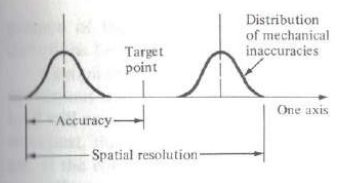 Distribution
of mechanical
inaccuracies
Target
point
One axis
Accuracy
Spatial resolution